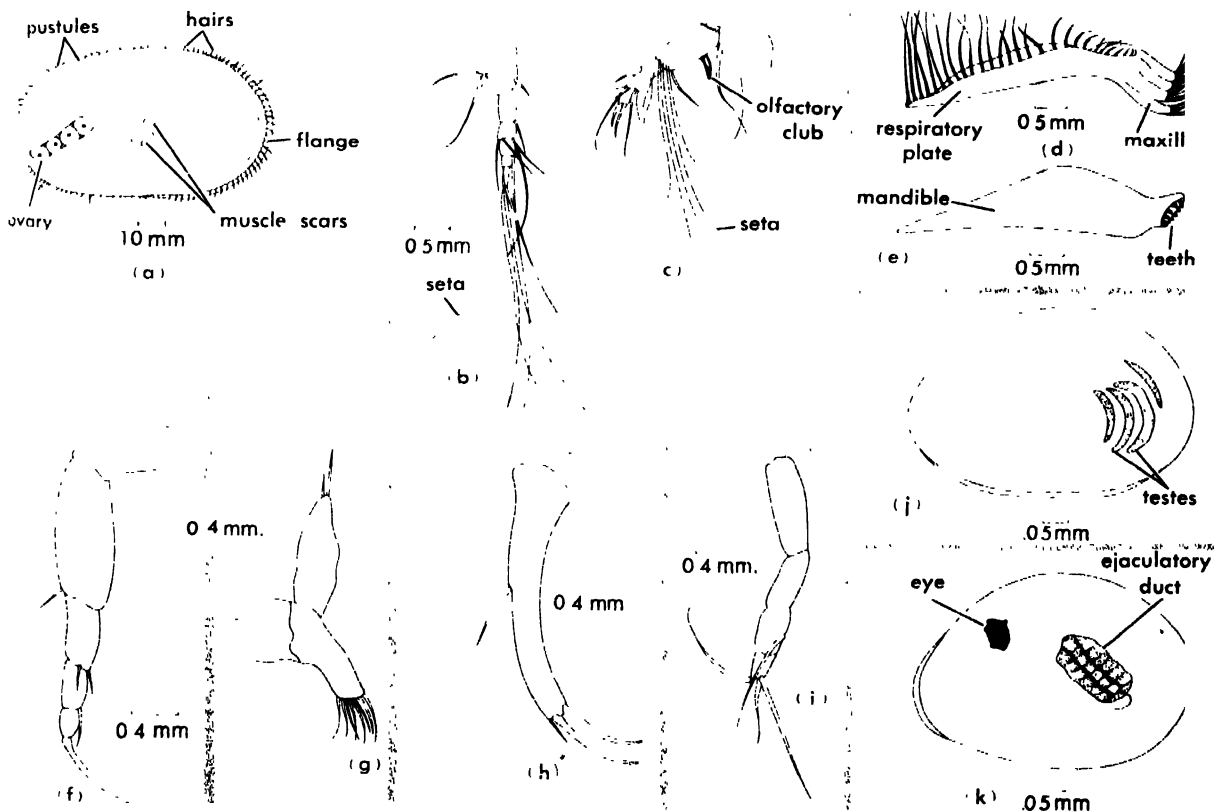 pustules
hairs
flange
ovary
muscle scars
10 mm
(a)
0 5 mm
seta
(b)
olfactory
club
seta
(c)
respiratory
plate
0 5 mm
maxill
(d)
mandible
teeth
(e)
0 5 mm
testes
(j)
.05 mm
eye
ejaculatory
duct
(k)
.05 mm
0 4 mm
(f)
0 4 mm.
(g)
0 4 mm
(h)
0 4 mm.
(i)